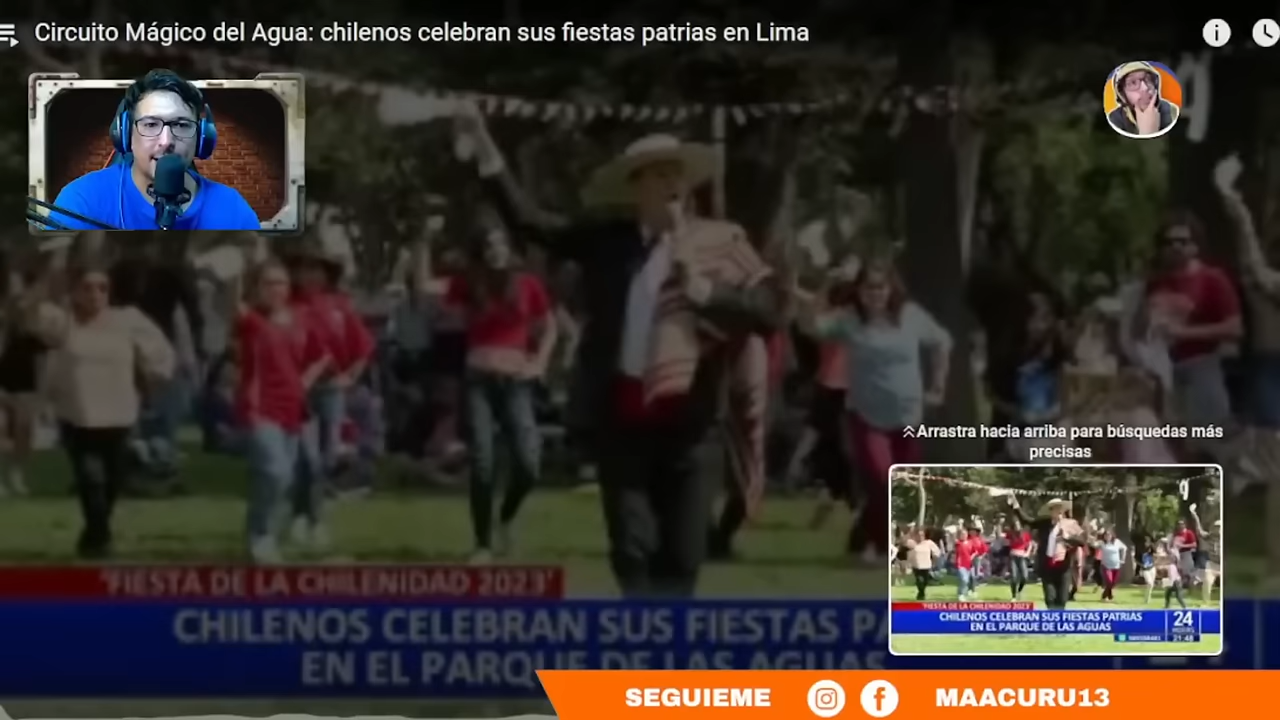 Circuito Mágico del Agua: chilenos celebran sus fiestas patrias en Lima
Arrastra hacia arriba para búsquedas más
precisas
'FIESTA DE LA CHILENIDAD 2023'
CHILENOS CELEBRAN SUS FIESTAS PA
EN EL PARQUE DE LAS AGUAS
'FIESTA DE LA CHILENIDAD 2023'
CHILENOS CELEBRAN SUS FIESTAS PATRIAS
EN EL PARQUE DE LAS AGUAS
24
21:48
SEGUIEME
MAACURU13